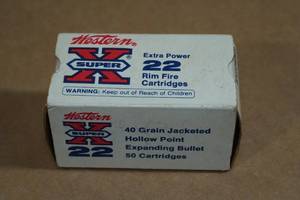 Western
X
SUPER
Extra Power
22
Rim Fire
Cartridges
WARNING: Keep out of Reach of Children
Western
SUPER
X
22
40 Grain Jacketed
Hollow Point
Expanding Bullet
50 Cartridges